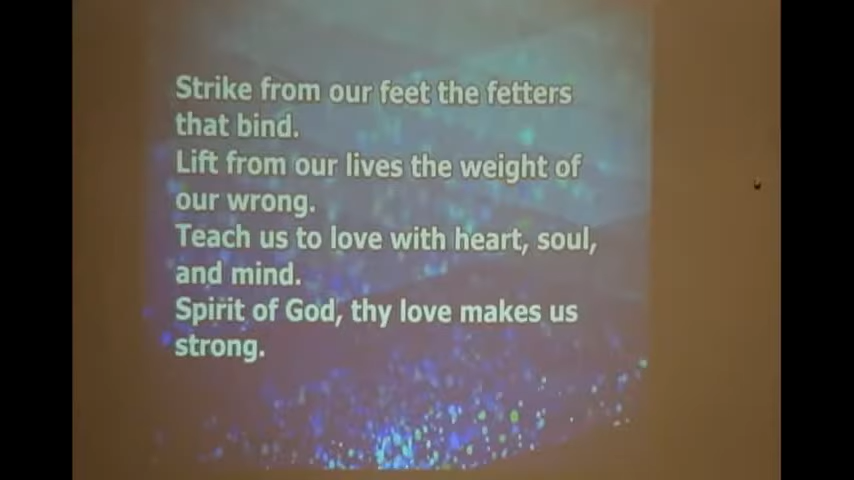 Strike from our feet the fetters
that bind.
Lift from our lives the weight of
our wrong.
Teach us to love with heart, soul,
and mind.
Spirit of God, thy love makes us
strong.